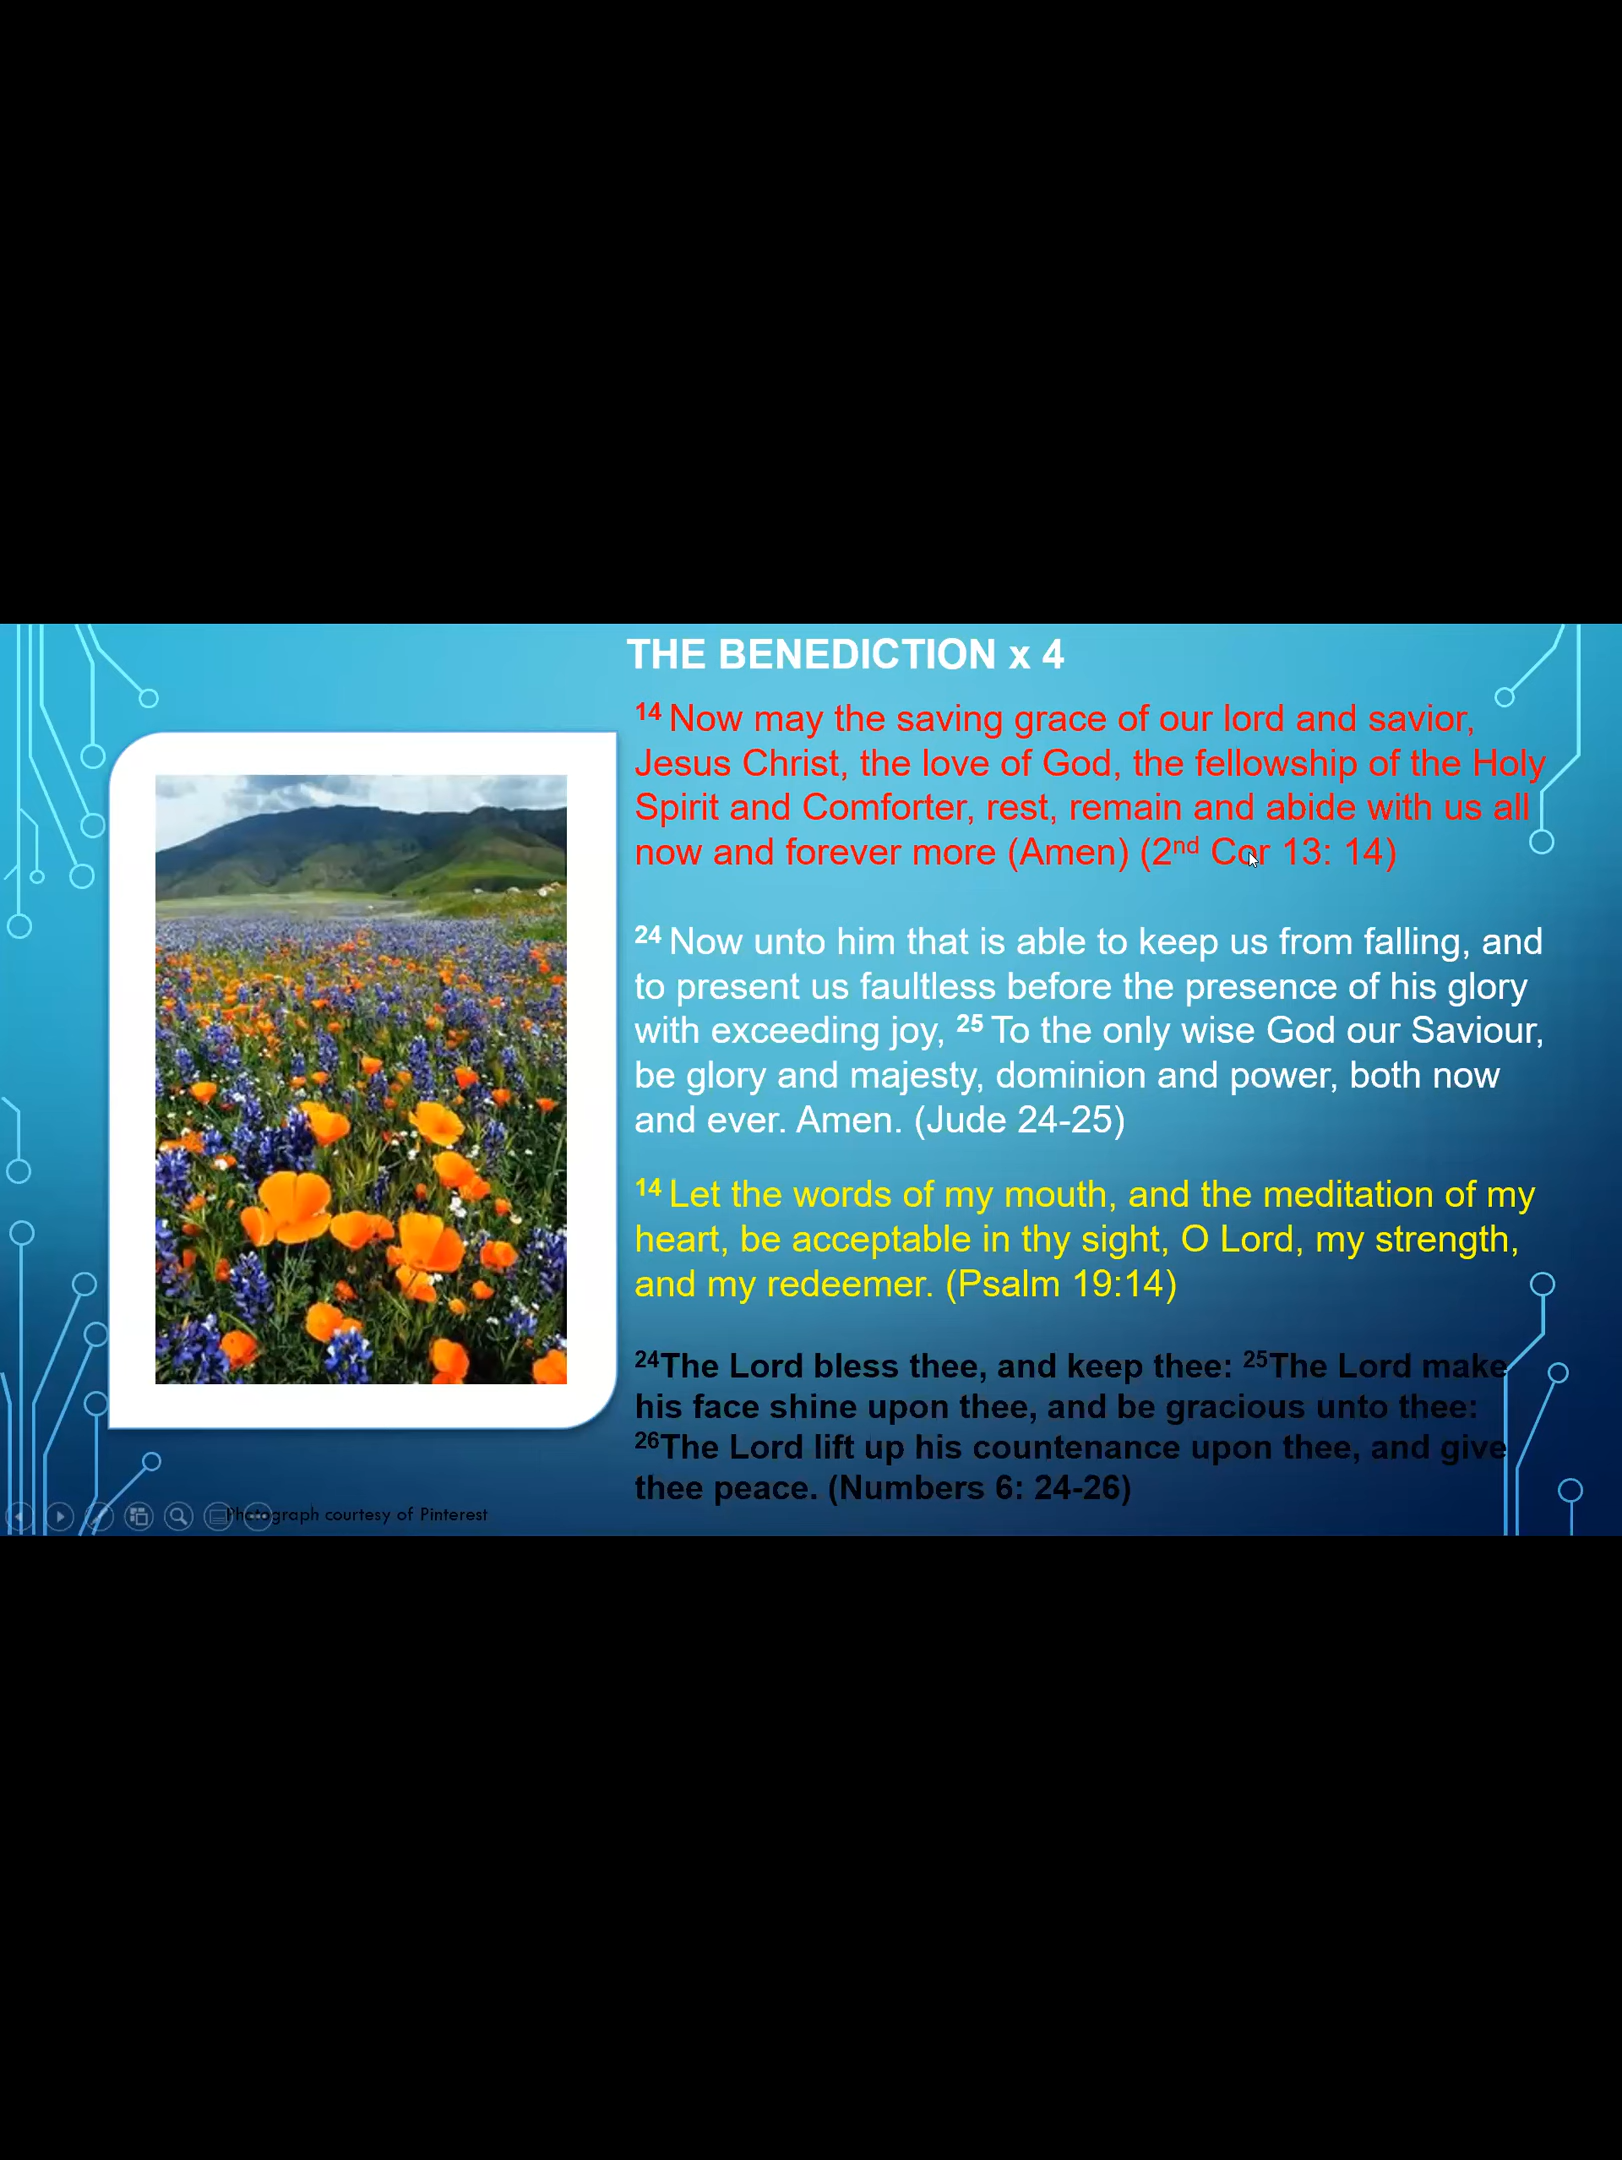 THE BENEDICTION x 4
14 Now may the saving grace of our lord and savior,
Jesus Christ, the love of God, the fellowship of the Holy
Spirit and Comforter, rest, remain and abide with us all
now and forever more (Amen) (2nd Cor 13: 14)
24 Now unto him that is able to keep us from falling, and
to present us faultless before the presence of his glory
with exceeding joy, 25 To the only wise God our Saviour,
be glory and majesty, dominion and power, both now
and ever. Amen. (Jude 24-25)
14 Let the words of my mouth, and the meditation of my
heart, be acceptable in thy sight, O Lord, my strength,
and my redeemer. (Psalm 19:14)
24The Lord bless thee, and keep thee: 25The Lord make
his face shine upon thee, and be gracious unto thee:
26The Lord lift up his countenance upon thee, and give
thee peace. (Numbers 6: 24-26)
Photograph courtesy of Pinterest